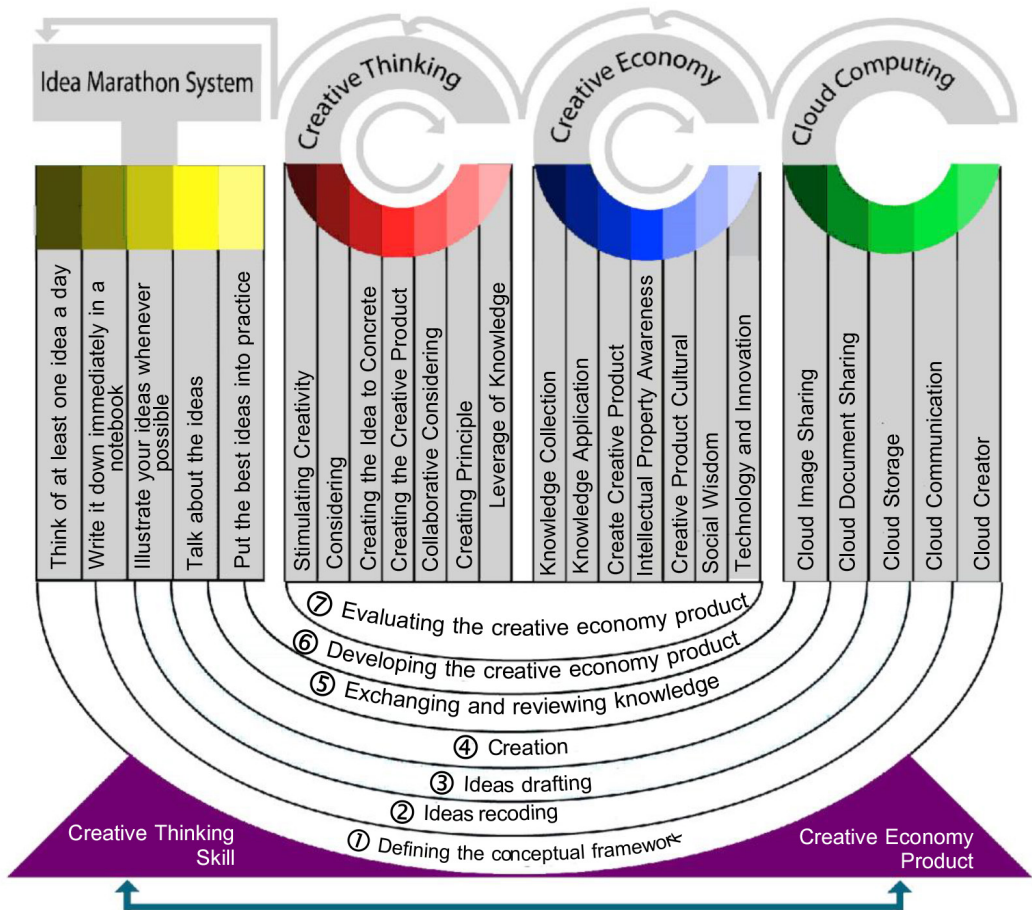 Idea Marathon System
Creative Thinking
Creative Economy
Cloud Computing
Think of at least one idea a day
Write it down immediately in a
notebook
Illustrate your ideas whenever
possible
Talk about the ideas
Put the best ideas into practice
Stimulating Creativity
Considering
Creating the Idea to Concrete
Creating the Creative Product
Collaborative Considering
Creating Principle
Leverage of Knowledge
Knowledge Collection
Knowledge Application
Create Creative Product
Intellectual Property Awareness
Creative Product Cultural
Social Wisdom
Technology and Innovation
Cloud Image Sharing
Cloud Document Sharing
Cloud Storage
Cloud Communication
Cloud Creator
⑦ Evaluating the creative economy product
⑥ Developing the creative economy product
⑤ Exchanging and reviewing knowledge
④ Creation
③ Ideas drafting
② Ideas recoding
① Defining the conceptual framework
Creative Thinking
Skill
Creative Economy
Product